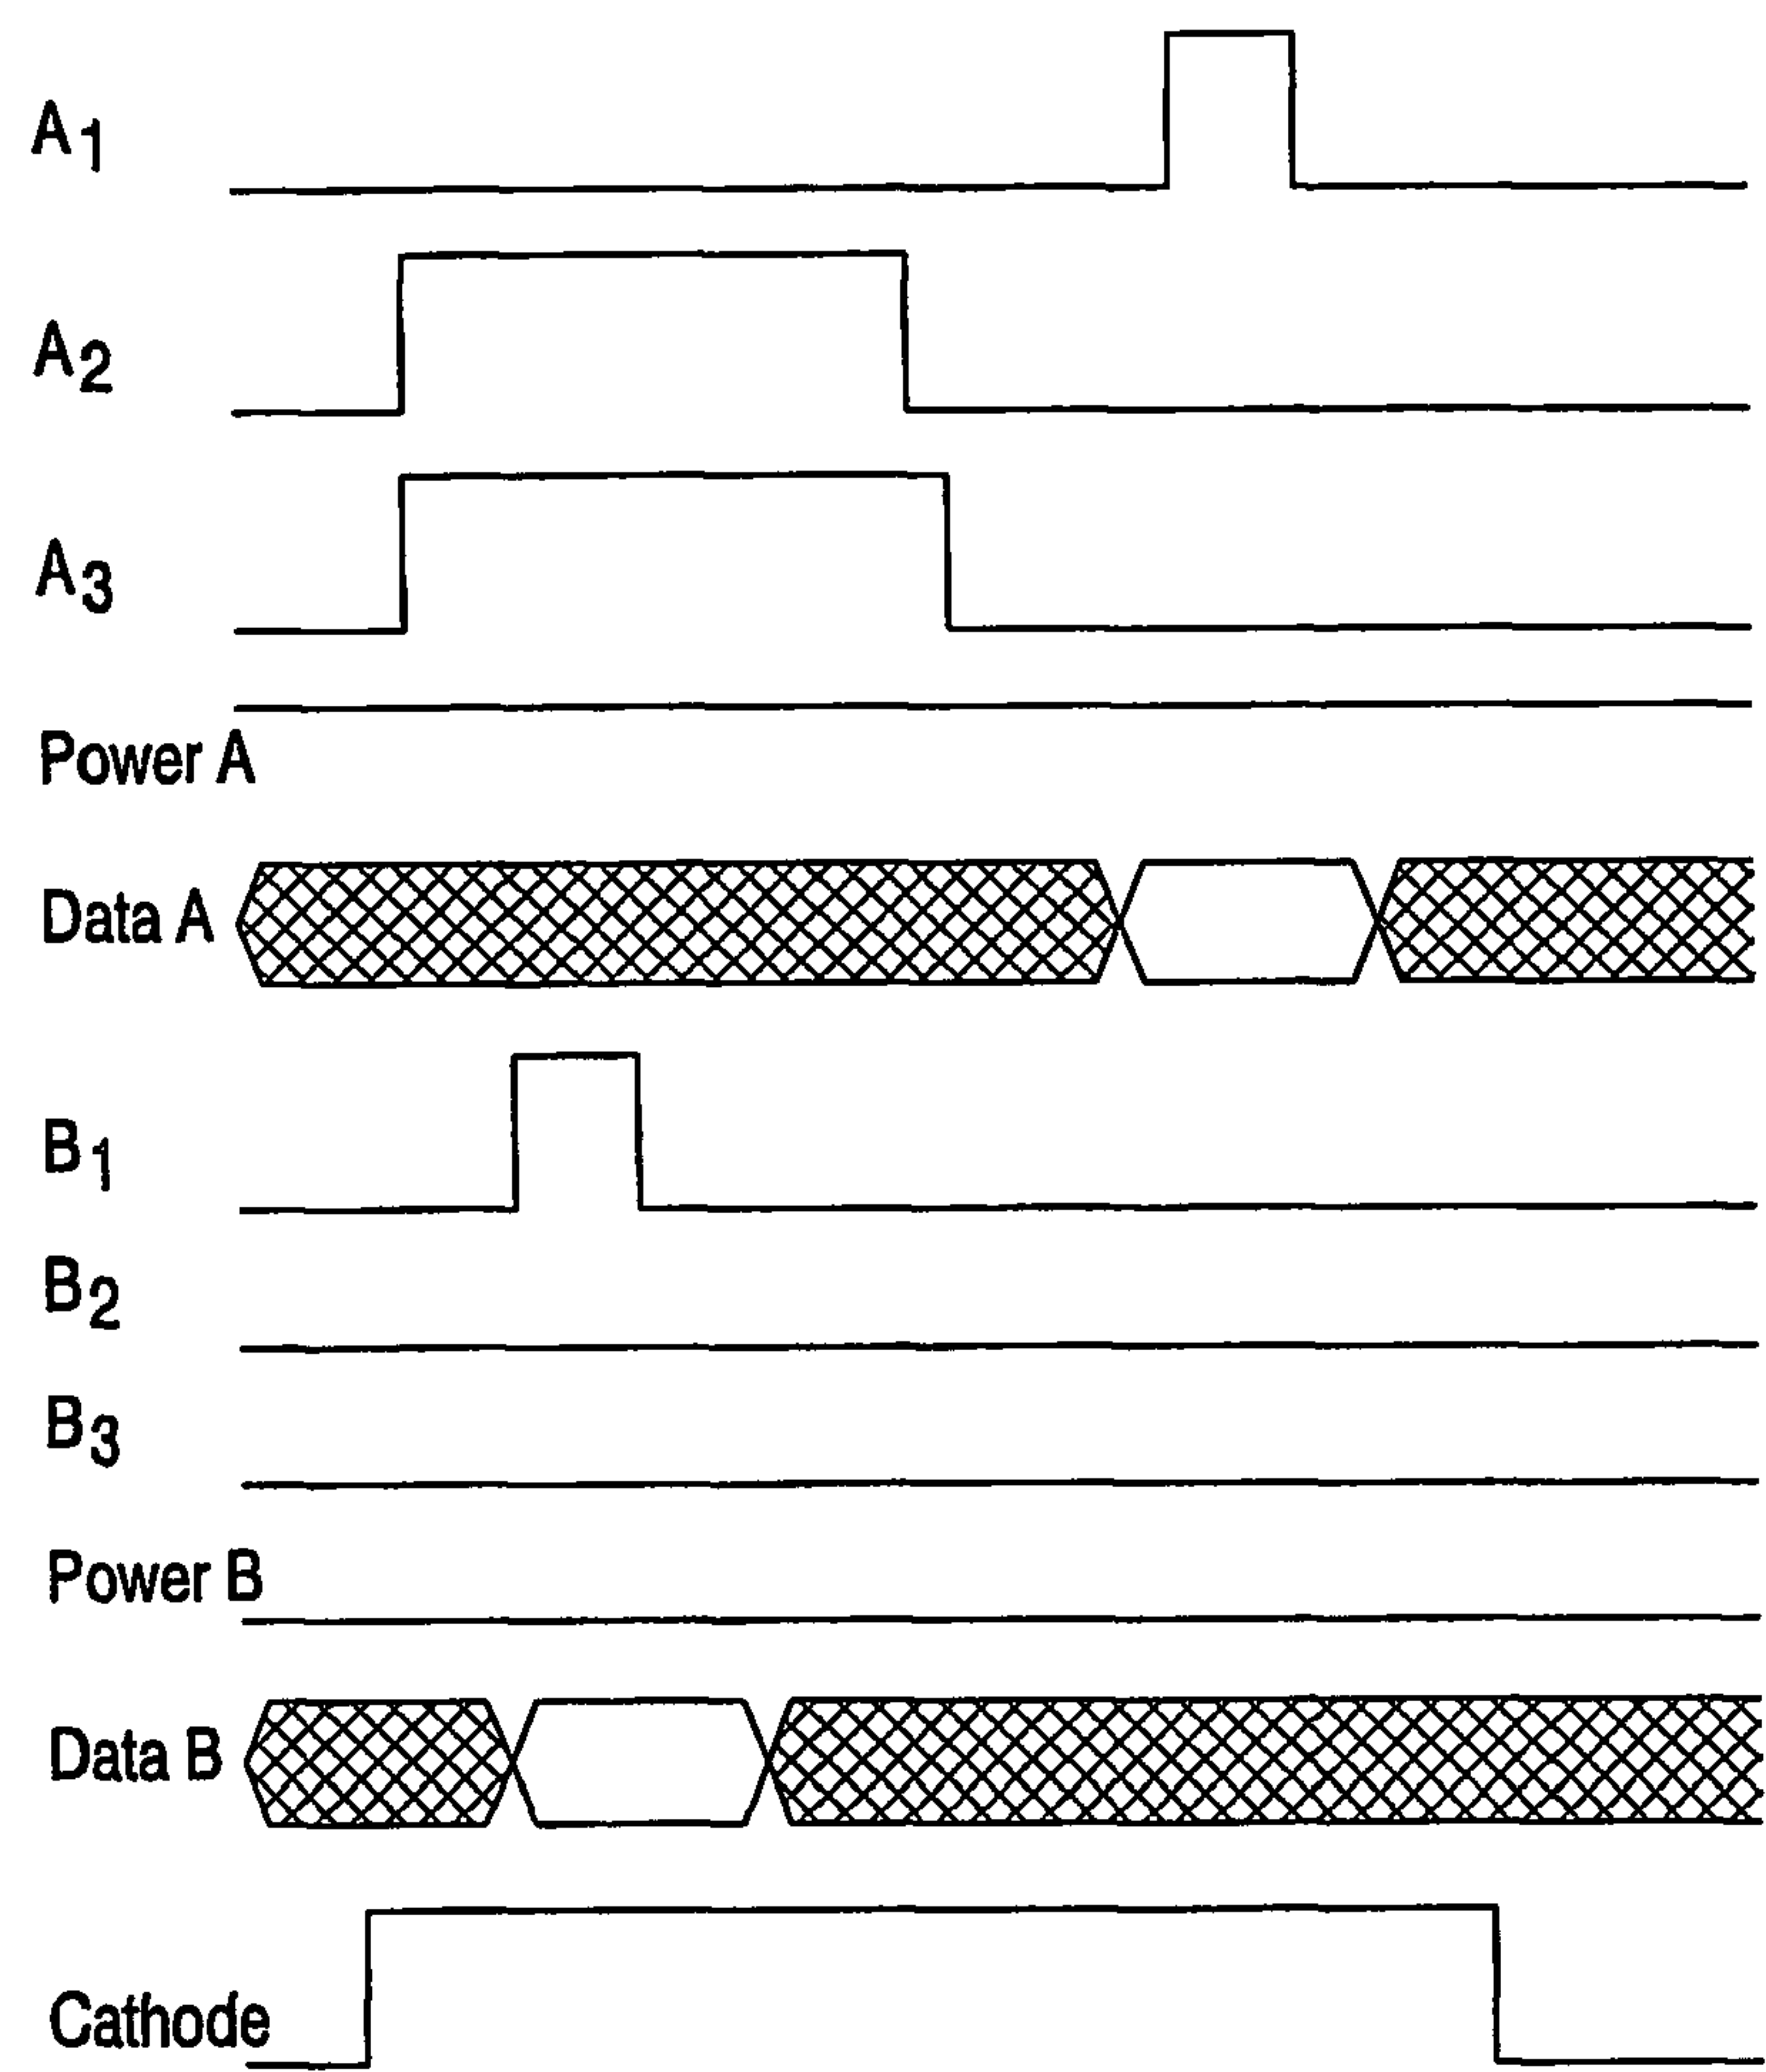 A1
A2
A3
Power A
Data A
B1
B2
B3
Power B
Data B
Cathode